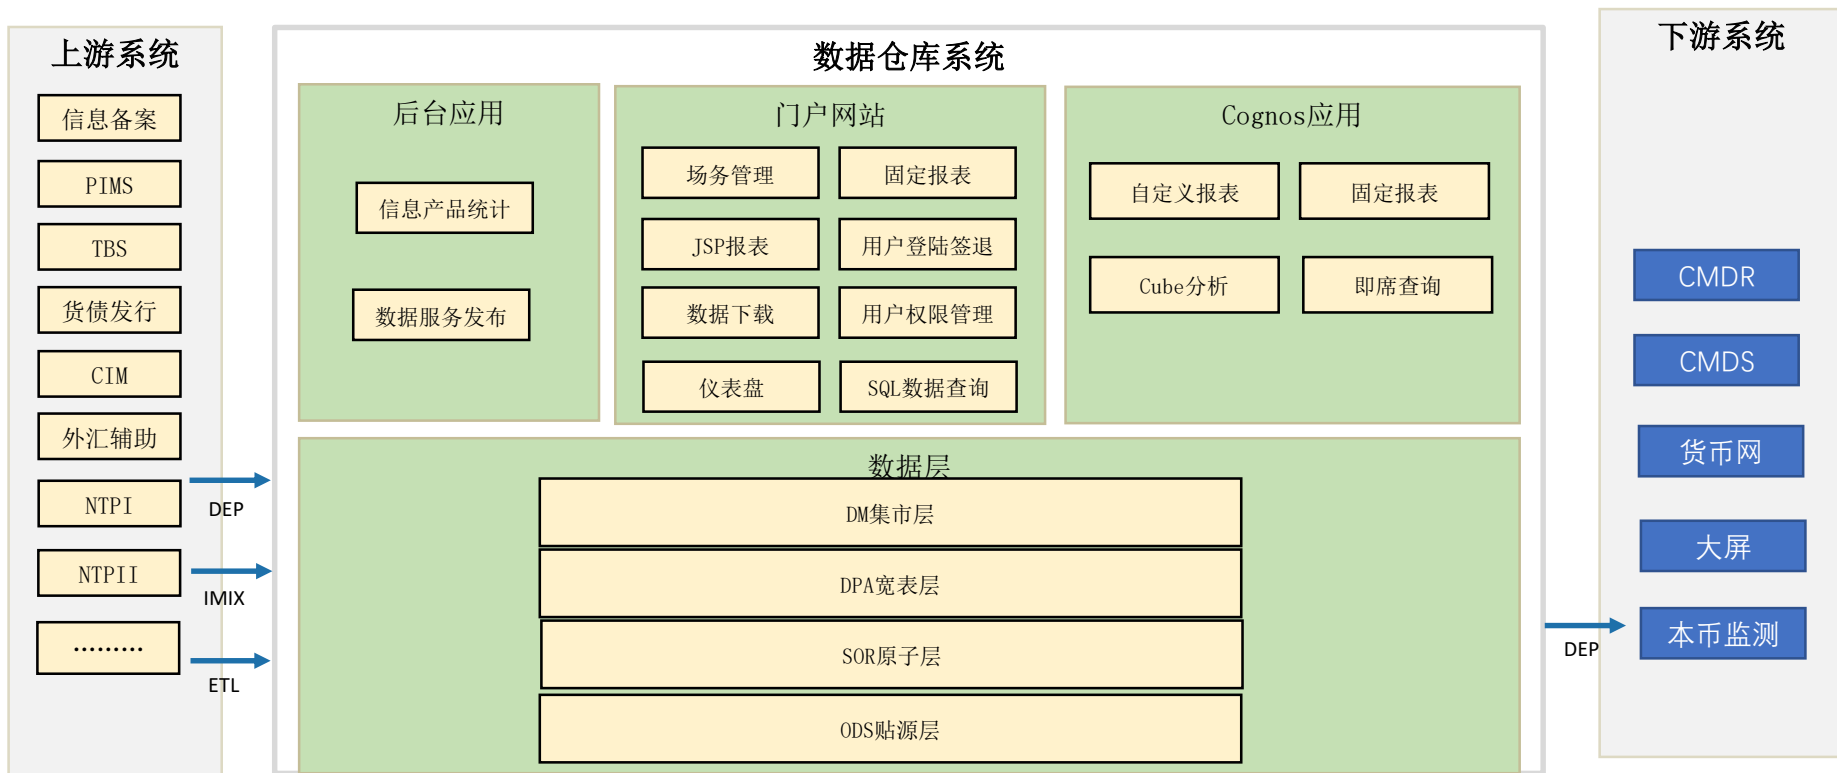 上游系统
信息备案
PIMS
TBS
货债发行
CIM
外汇辅助
NTPI
NTPII
.........
DEP
IMIX
ETL
数据仓库系统
后台应用
信息产品统计
数据服务发布
门户网站
场务管理
固定报表
JSP报表
用户登陆签退
数据下载
用户权限管理
仪表盘
SQL数据查询
Cognos应用
自定义报表
固定报表
Cube分析
即席查询
数据层
DM集市层
DPA宽表层
SOR原子层
ODS贴源层
DEP
下游系统
CMDR
CMDS
货币网
大屏
本币监测